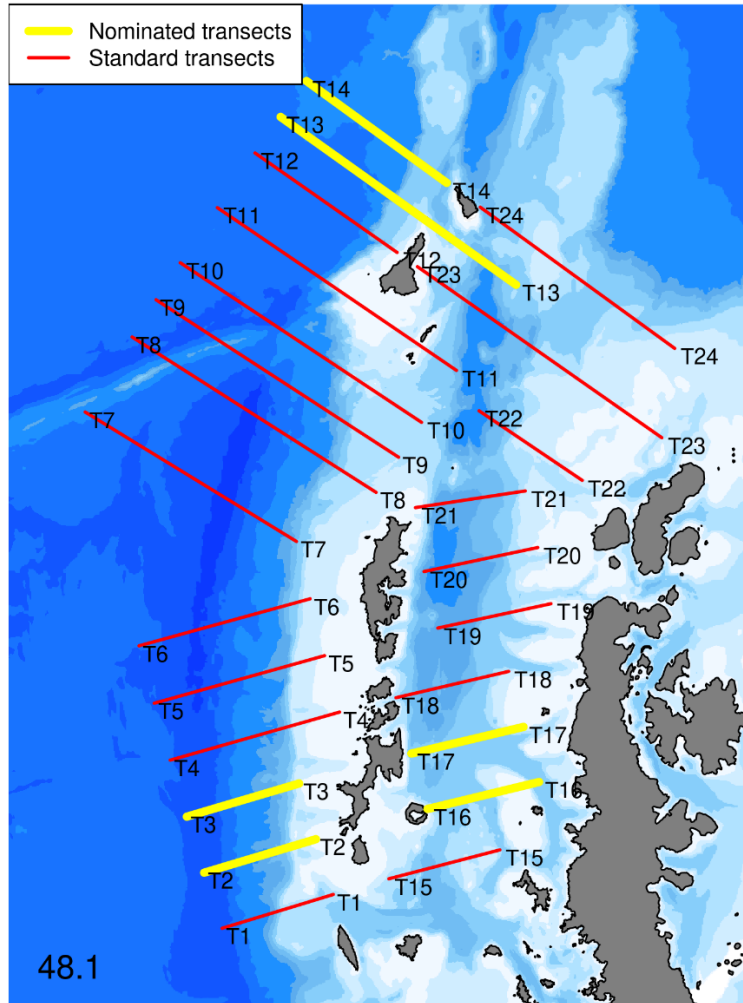 Nominated transects
Standard transects
T14
T13
T12
T14
T11
T24
T12
T10
T23
T13
T9
T8
T24
T11
T7
T22
T10
T23
T9
T22
T8
T21
T21
T7
T20
T20
T6
T19
T19
T6
T5
T18
T5
T18
T4
T17
T4
T17
T3
T16
T3
T16
T2
T15
T2
T15
T1
T1
48.1